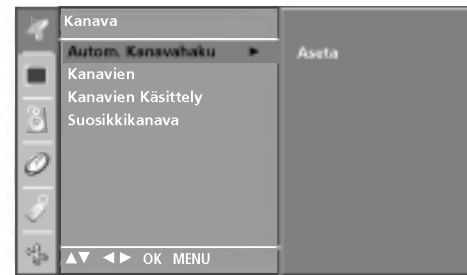 Kanava
Autom. Kanavahaku ►
Aseta
Kanavien
Kanavien Käsittely
Suosikkikanava
▲▼ ◄► OK MENU